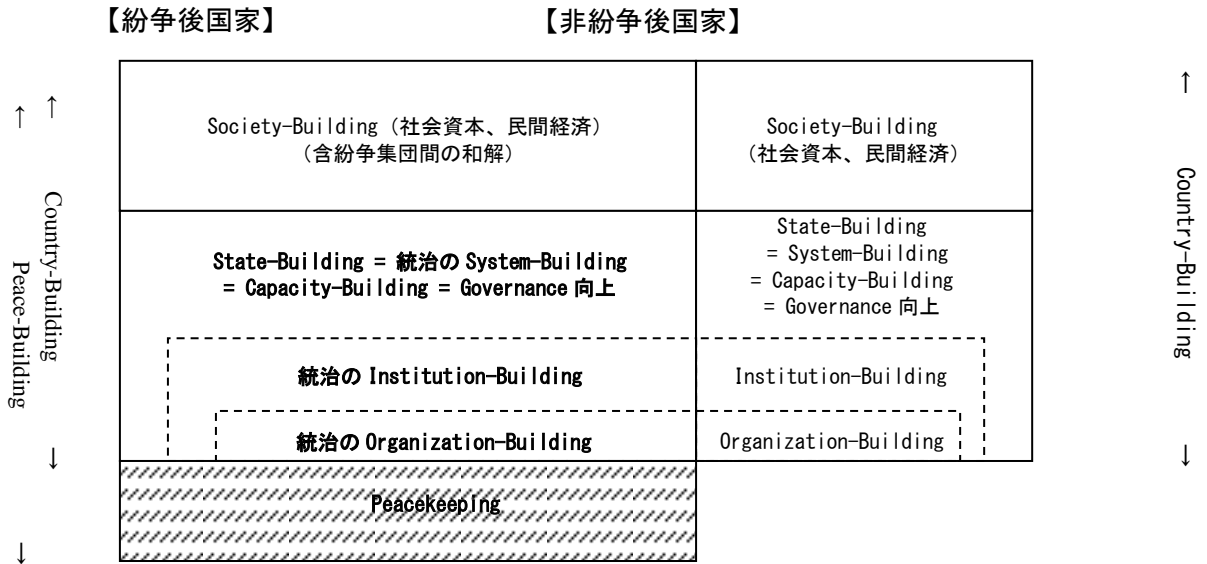 【紛争後国家】
【非紛争後国家】
↑
↑
Country-Building
Peace-Building
↓
↓
Society-Building（社会資本、民間経済）
（含紛争集団間の和解）
Society-Building
（社会資本、民間経済）
State-Building = 統治の System-Building
= Capacity-Building = Governance 向上
State-Building
= System-Building
= Capacity-Building
= Governance 向上
統治の Institution-Building
Institution-Building
統治の Organization-Building
Organization-Building
Peacekeeping
↑
Country-Building
↓